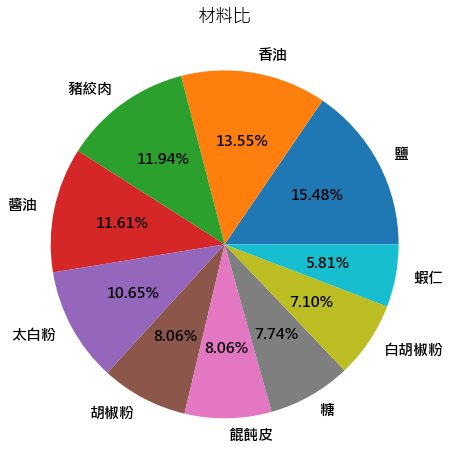 材料比
鹽
15.48%
香油
13.55%
豬絞肉
11.94%
醬油
11.61%
太白粉
10.65%
胡椒粉
8.06%
餛飩皮
8.06%
糖
7.74%
白胡椒粉
7.10%
蝦仁
5.81%